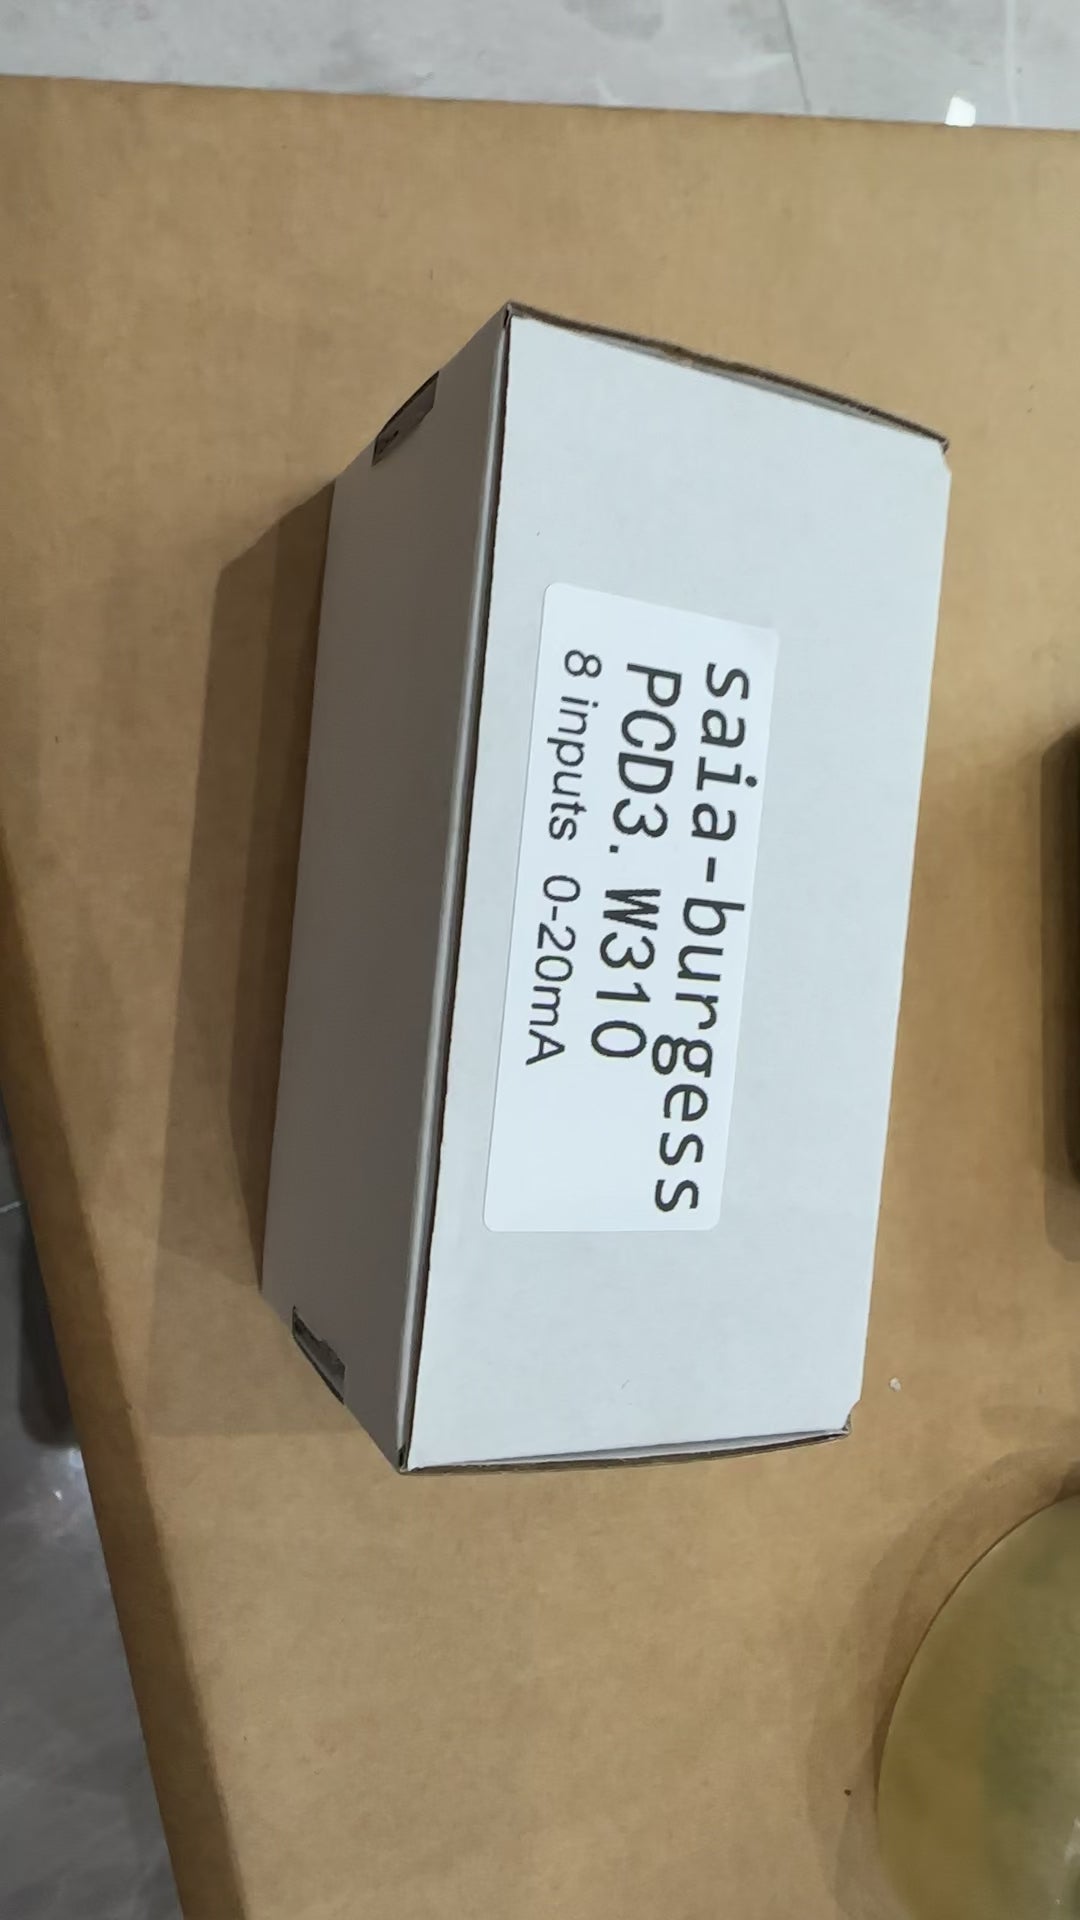 saia-burgess
PCD3. W310
8 inputs 0-20mA